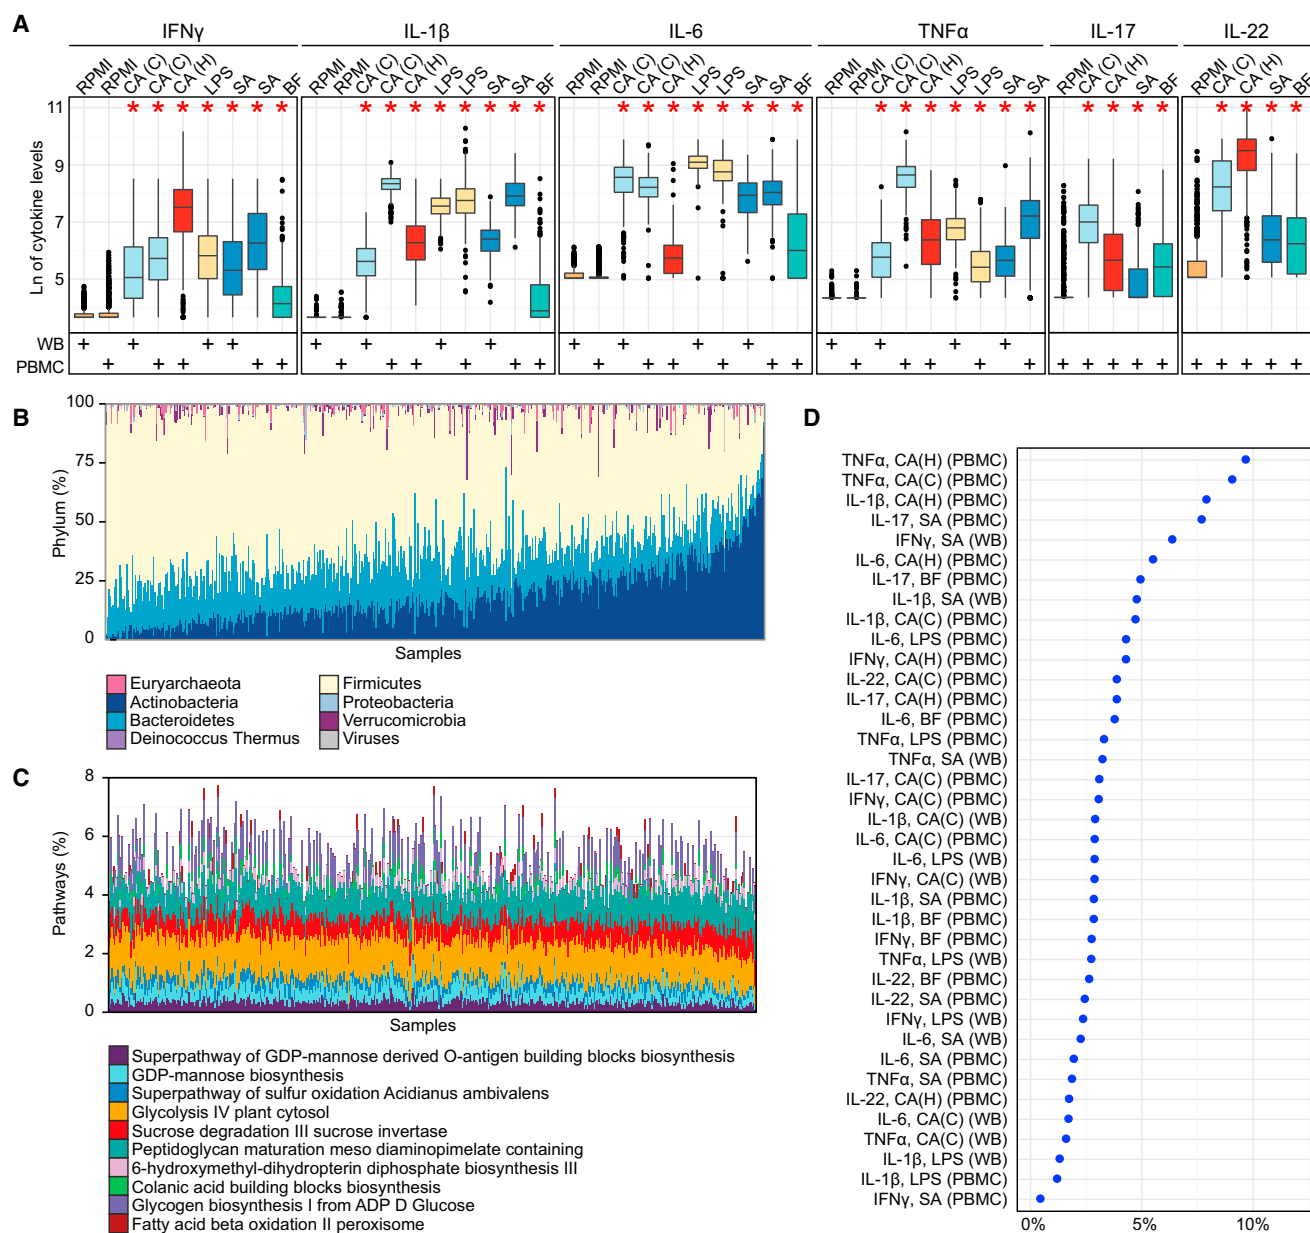 A
IFNγ IL-1β IL-6 TNFα IL-17 IL-22
RPMI RPMI CA (C) CA (C) CA (H) LPS SA SA BF RPMI RPMI CA (C) CA (C) CA (H) LPS LPS SA SA BF RPMI RPMI CA (C) CA (C) CA (H) LPS LPS SA SA BF RPMI RPMI CA (C) CA (C) CA (H) LPS LPS SA SA RPMI CA (C) CA (H) SA BF RPMI CA (C) CA (H) SA BF
* * * * * * * * * * * * * * * * * * * * * * * * * * * * * * * * * * * * * *
11
9
7
5
Ln of cytokine levels
WB + + + + + + + + + + + + + + + +
PBMC + + + + + + + + + + + + + + + + + + + + + + + + + + + + + + + +
B
100
75
50
25
0
Phylum (%)
Samples
Euryarchaeota Firmicutes
Actinobacteria Proteobacteria
Bacteroidetes Verrucomicrobia
Deinococcus Thermus Viruses
C
8
6
4
2
0
Pathways (%)
Samples
Superpathway of GDP-mannose derived O-antigen building blocks biosynthesis
GDP-mannose biosynthesis
Superpathway of sulfur oxidation Acidianus ambivalens
Glycolysis IV plant cytosol
Sucrose degradation III sucrose invertase
Peptidoglycan maturation meso diaminopimelate containing
6-hydroxymethyl-dihydropterin diphosphate biosynthesis III
Colanic acid building blocks biosynthesis
Glycogen biosynthesis I from ADP D Glucose
Fatty acid beta oxidation II peroxisome
D
TNFα, CA(H) (PBMC)
TNFα, CA(C) (PBMC)
IL-1β, CA(H) (PBMC)
IL-17, SA (PBMC)
IFNγ, SA (WB)
IL-6, CA(H) (PBMC)
IL-17, BF (PBMC)
IL-1β, SA (WB)
IL-1β, CA(C) (PBMC)
IL-6, LPS (PBMC)
IFNγ, CA(H) (PBMC)
IL-22, CA(C) (PBMC)
IL-17, CA(H) (PBMC)
IL-6, BF (PBMC)
TNFα, LPS (PBMC)
TNFα, SA (WB)
IL-17, CA(C) (PBMC)
IFNγ, CA(C) (PBMC)
IL-1β, CA(C) (WB)
IL-6, CA(C) (PBMC)
IL-6, LPS (WB)
IFNγ, CA(C) (WB)
IL-1β, SA (PBMC)
IL-1β, BF (PBMC)
IFNγ, BF (PBMC)
TNFα, LPS (WB)
IL-22, BF (PBMC)
IL-22, SA (PBMC)
IFNγ, LPS (WB)
IL-6, SA (WB)
IL-6, SA (PBMC)
TNFα, SA (PBMC)
IL-22, CA(H) (PBMC)
IL-6, CA(C) (WB)
TNFα, CA(C) (WB)
IL-1β, LPS (WB)
IL-1β, LPS (PBMC)
IFNγ, SA (PBMC)
0% 5% 10%